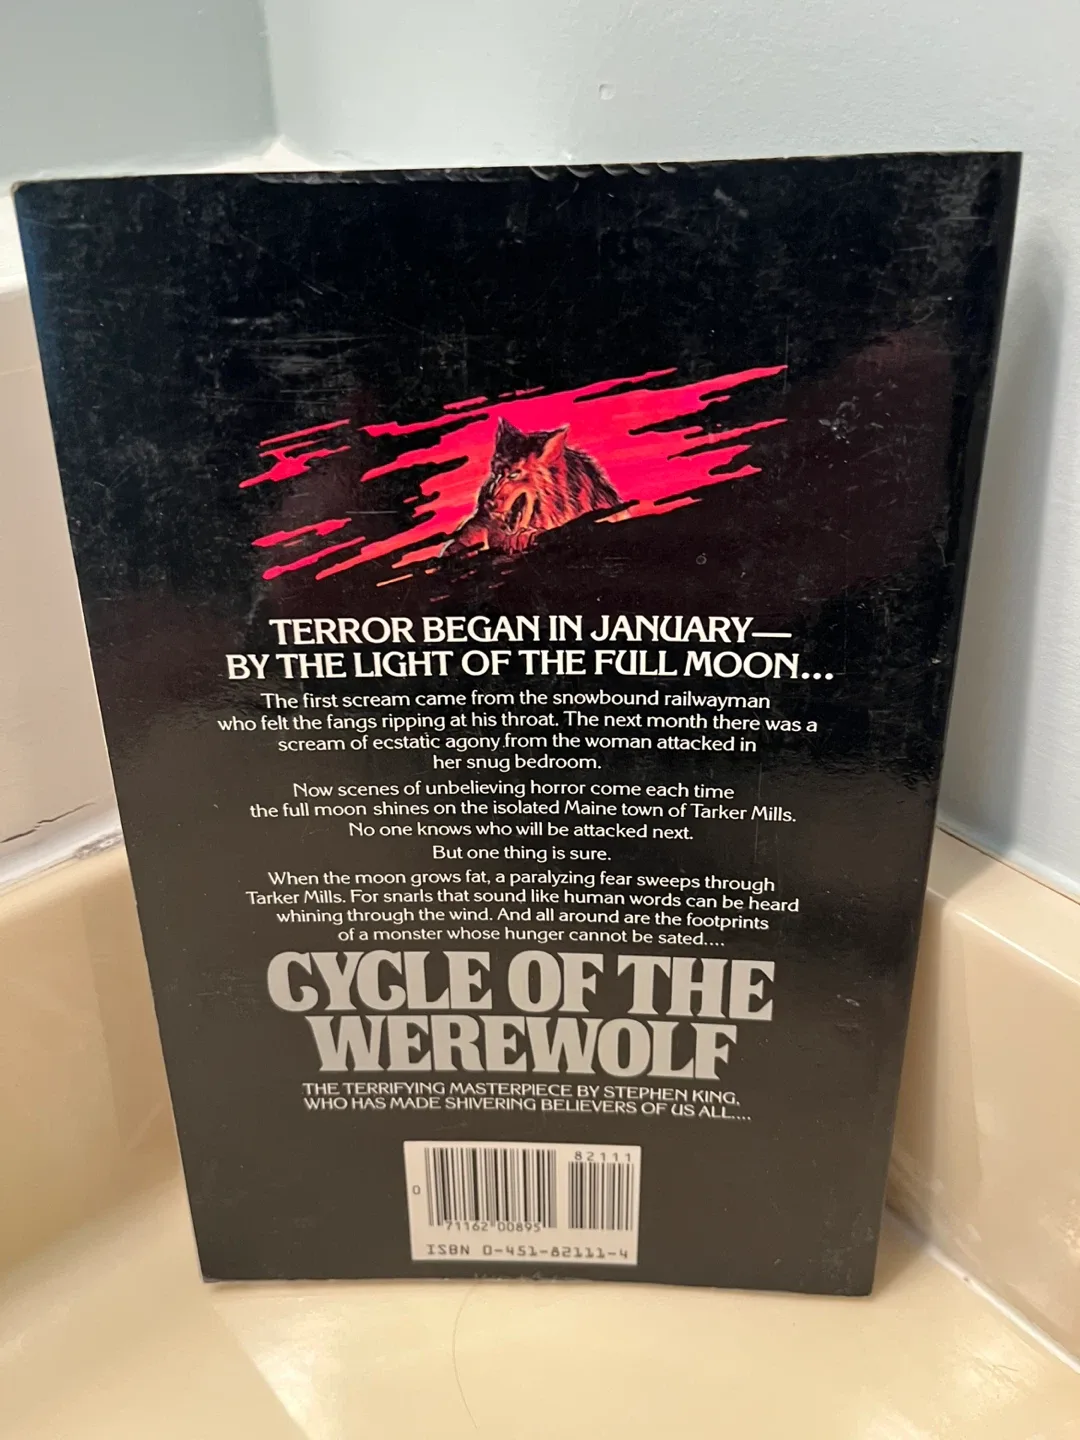 TERROR BEGAN IN JANUARY—
BY THE LIGHT OF THE FULL MOON...
The first scream came from the snowbound railwayman
who felt the fangs ripping at his throat. The next month there was a
scream of ecstatic agony from the woman attacked in
her snug bedroom.
Now scenes of unbelieving horror come each time
the full moon shines on the isolated Maine town of Tarker Mills.
No one knows who will be attacked next.
But one thing is sure.
When the moon grows fat, a paralyzing fear sweeps through
Tarker Mills. For snarls that sound like human words can be heard
whining through the wind. And all around are the footprints
of a monster whose hunger cannot be sated....
CYCLE OF THE
WEREWOLF
THE TERRIFYING MASTERPIECE BY STEPHEN KING,
WHO HAS MADE SHIVERING BELIEVERS OF US ALL....
82111
0
71162 00895
ISBN 0-451-82111-4